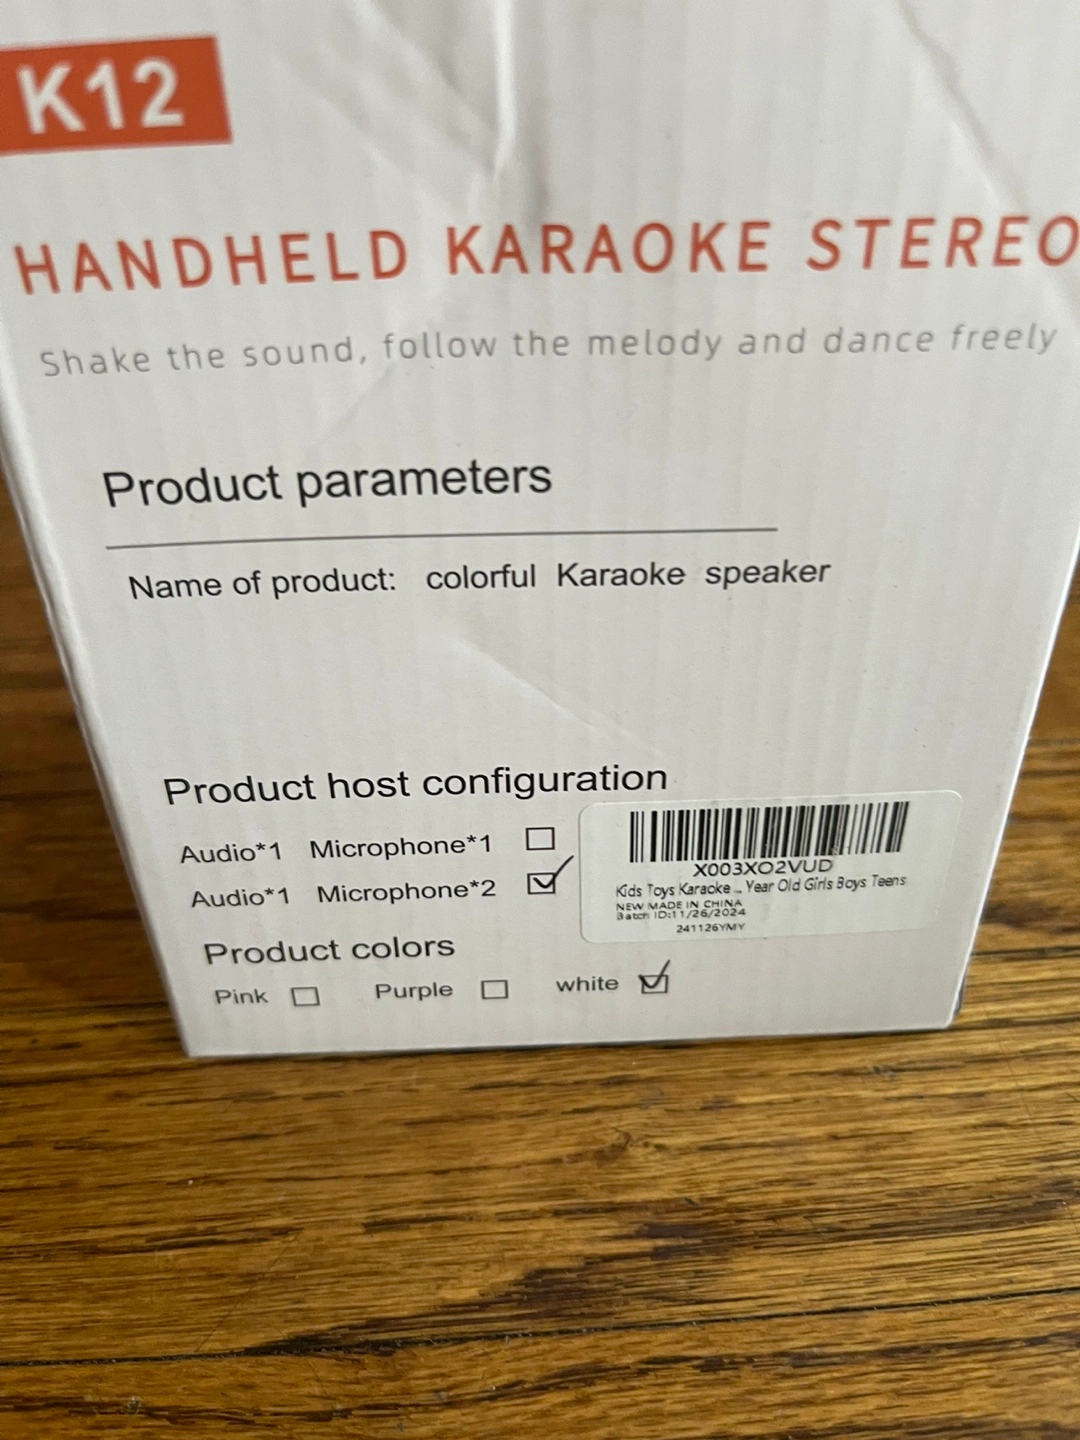 K12
HANDHELD KARAOKE STEREO
Shake the sound, follow the melody and dance freely
Product parameters
Name of product: colorful Karaoke speaker
Product host configuration
Audio*1 Microphone*1 ☐
Audio*1 Microphone*2 ☑
X003XO2VUD
Kids Toys Karaoke ... Year Old Girls Boys Teens
NEW MADE IN CHINA
Batch ID:11/26/2024
241126YMY
Product colors
Pink ☐ Purple ☐ white ☑